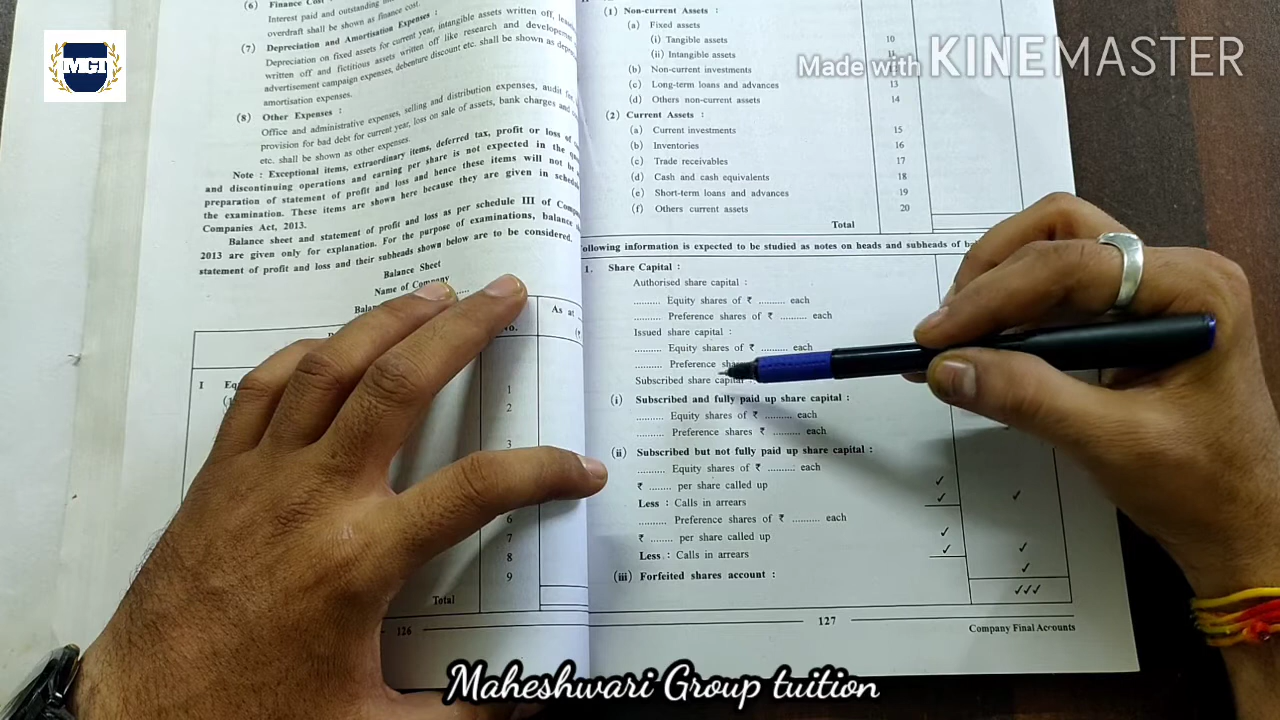 MGI
Made with KINEMASTER
(6) Finance Cost
Interest paid and outstanding
overdraft shall be shown as finance cost.
(7) Depreciation and Amortisation Expenses :
Depreciation on fixed assets for current year, intangible assets written off,
written off and fictitious assets written off like research and
advertisement campaign expenses, debenture discount etc. shall be shown as
amortisation expenses.
(8) Other Expenses :
Office and administrative expenses, selling and distribution expenses, audit
provision for bad debt for current year, loss on sale of assets, bank charges and
etc. shall be shown as other expenses.
Note : Exceptional items, extraordinary items, deferred tax, profit or loss of
and discontinuing operations and earning per share is not expected in the
preparation of statement of profit and loss and hence these items will not
the examination. These items are shown here because they are given in
Companies Act, 2013.
Balance sheet and statement of profit and loss as per schedule III of
2013 are given only for explanation. For the purpose of examinations, balance
statement of profit and loss and their subheads shown below are to be considered.
Balance Sheet
Name of
As at
No.
I
1
2
3
6
7
8
9
Total
126
(1) Non-current Assets :
(a) Fixed assets
(i) Tangible assets 10
(ii) Intangible assets
(b) Non-current investments
(c) Long-term loans and advances 13
(d) Others non-current assets 14
(2) Current Assets :
(a) Current investments 15
(b) Inventories 16
(c) Trade receivables 17
(d) Cash and cash equivalents 18
(e) Short-term loans and advances 19
(f) Others current assets 20
Total
following information is expected to be studied as notes on heads and subheads of
1. Share Capital :
Authorised share capital :
.......... Equity shares of ₹ .......... each
.......... Preference shares of ₹ .......... each
Issued share capital :
.......... Equity shares of ₹ .......... each
.......... Preference
Subscribed share capital :
(i) Subscribed and fully paid up share capital :
.......... Equity shares of ₹ .......... each
.......... Preference shares ₹ .......... each
(ii) Subscribed but not fully paid up share capital :
.......... Equity shares of ₹ .......... each
₹ ........ per share called up ✓
Less : Calls in arrears ✓ ✓
.......... Preference shares of ₹ .......... each
₹ ........ per share called up ✓
Less : Calls in arrears ✓ ✓
✓
(iii) Forfeited shares account :
✓✓✓
127
Company Final Accounts
Maheshwari Group tuition